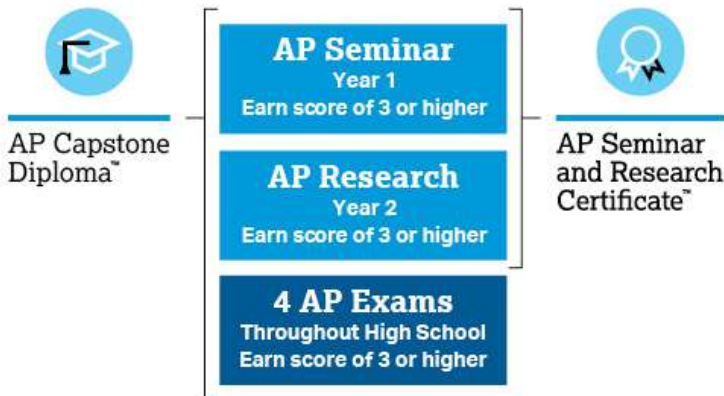 AP Capstone
Diploma™
AP Seminar
Year 1
Earn score of 3 or higher
AP Research
Year 2
Earn score of 3 or higher
4 AP Exams
Throughout High School
Earn score of 3 or higher
AP Seminar
and Research
Certificate™